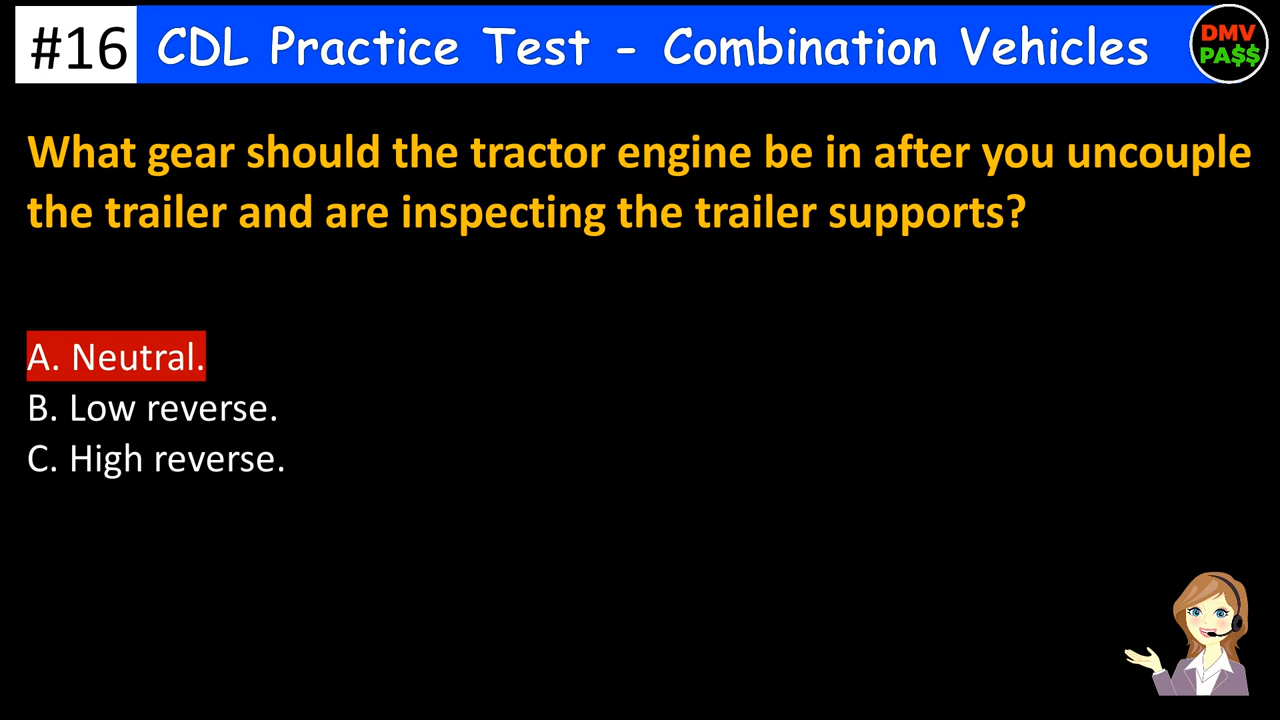 #16 CDL Practice Test - Combination Vehicles
DMV
PA$$
What gear should the tractor engine be in after you uncouple
the trailer and are inspecting the trailer supports?
A. Neutral.
B. Low reverse.
C. High reverse.